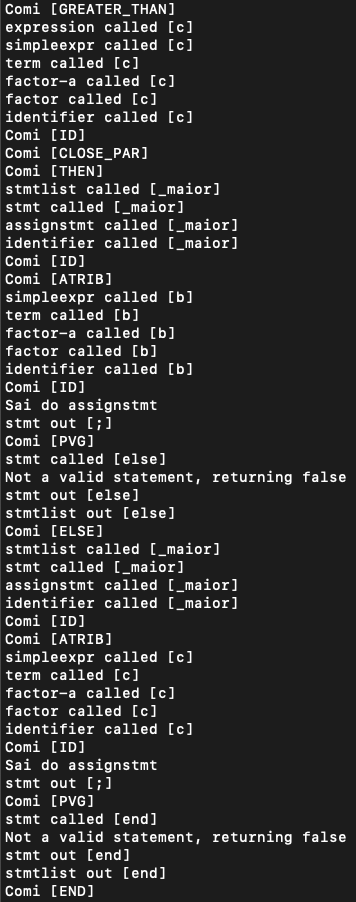 Comi [GREATER_THAN]
expression called [c]
simpleexpr called [c]
term called [c]
factor-a called [c]
factor called [c]
identifier called [c]
Comi [ID]
Comi [CLOSE_PAR]
Comi [THEN]
stmtlist called [_maior]
stmt called [_maior]
assignstmt called [_maior]
identifier called [_maior]
Comi [ID]
Comi [ATRIB]
simpleexpr called [b]
term called [b]
factor-a called [b]
factor called [b]
identifier called [b]
Comi [ID]
Sai do assignstmt
stmt out [;]
Comi [PVG]
stmt called [else]
Not a valid statement, returning false
stmt out [else]
stmtlist out [else]
Comi [ELSE]
stmtlist called [_maior]
stmt called [_maior]
assignstmt called [_maior]
identifier called [_maior]
Comi [ID]
Comi [ATRIB]
simpleexpr called [c]
term called [c]
factor-a called [c]
factor called [c]
identifier called [c]
Comi [ID]
Sai do assignstmt
stmt out [;]
Comi [PVG]
stmt called [end]
Not a valid statement, returning false
stmt out [end]
stmtlist out [end]
Comi [END]